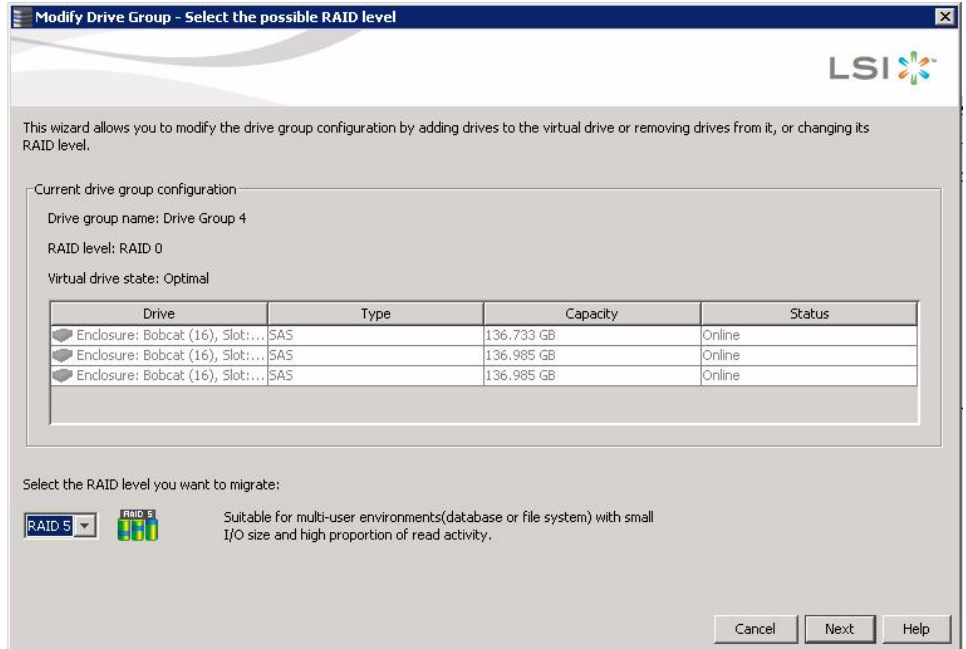 Modify Drive Group - Select the possible RAID level
LSI
This wizard allows you to modify the drive group configuration by adding drives to the virtual drive or removing drives from it, or changing its
RAID level.
Current drive group configuration
Drive group name: Drive Group 4
RAID level: RAID 0
Virtual drive state: Optimal
Drive Type Capacity Status
Enclosure: Bobcat (16), Slot:... SAS 136.733 GB Online
Enclosure: Bobcat (16), Slot:... SAS 136.985 GB Online
Enclosure: Bobcat (16), Slot:... SAS 136.985 GB Online
Select the RAID level you want to migrate:
RAID 5 RAID 5 Suitable for multi-user environments(database or file system) with small
I/O size and high proportion of read activity.
Cancel Next Help